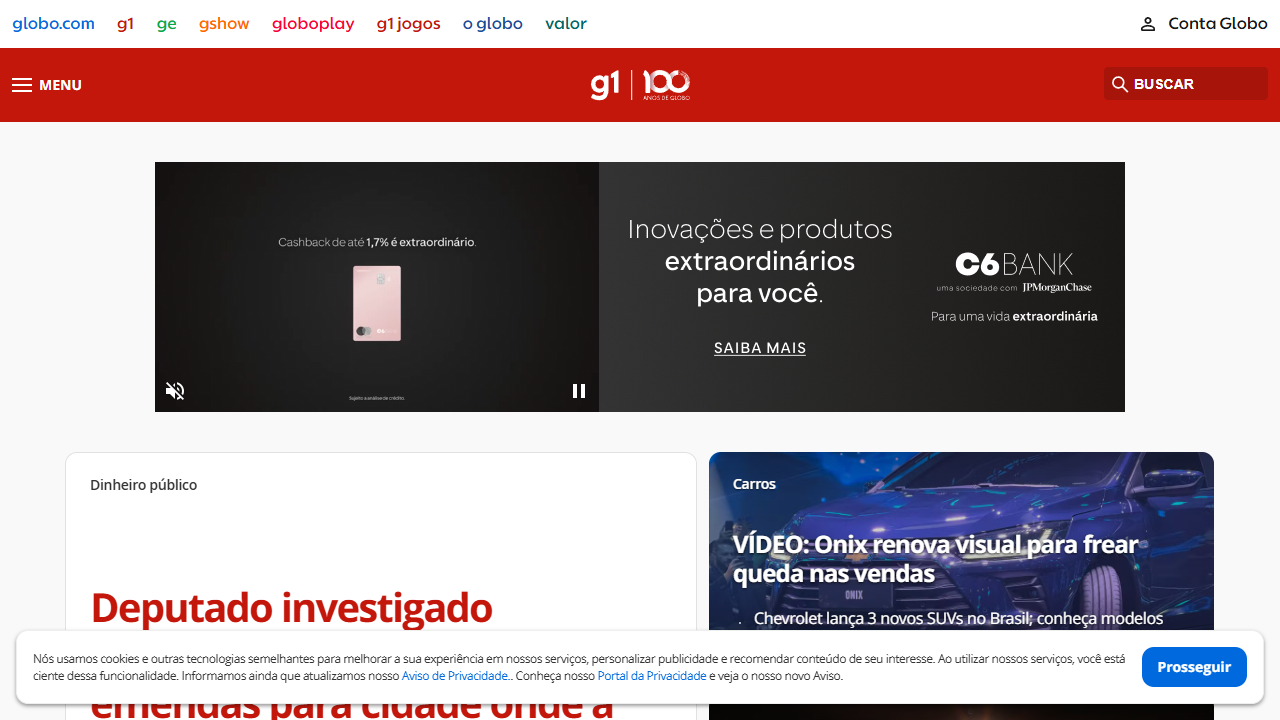 globo.com g1 ge gshow globoplay g1 jogos o globo valor Conta Globo
MENU g1 100 ANOS DE GLOBO BUSCAR
Cashback de até 1,7% é extraordinário.
C6
Sujeito a análise de crédito.
Inovações e produtos
extraordinários
para você.
SAIBA MAIS
C6 BANK
uma sociedade com J.P.MorganChase
Para uma vida extraordinária
Dinheiro público
Deputado investigado
emendas para cidade onde a
Carros
VÍDEO: Onix renova visual para frear
queda nas vendas
ONIX
Chevrolet lança 3 novos SUVs no Brasil; conheça modelos
Nós usamos cookies e outras tecnologias semelhantes para melhorar a sua experiência em nossos serviços, personalizar publicidade e recomendar conteúdo de seu interesse. Ao utilizar nossos serviços, você está
ciente dessa funcionalidade. Informamos ainda que atualizamos nosso Aviso de Privacidade.. Conheça nosso Portal da Privacidade e veja o nosso novo Aviso.
Prosseguir